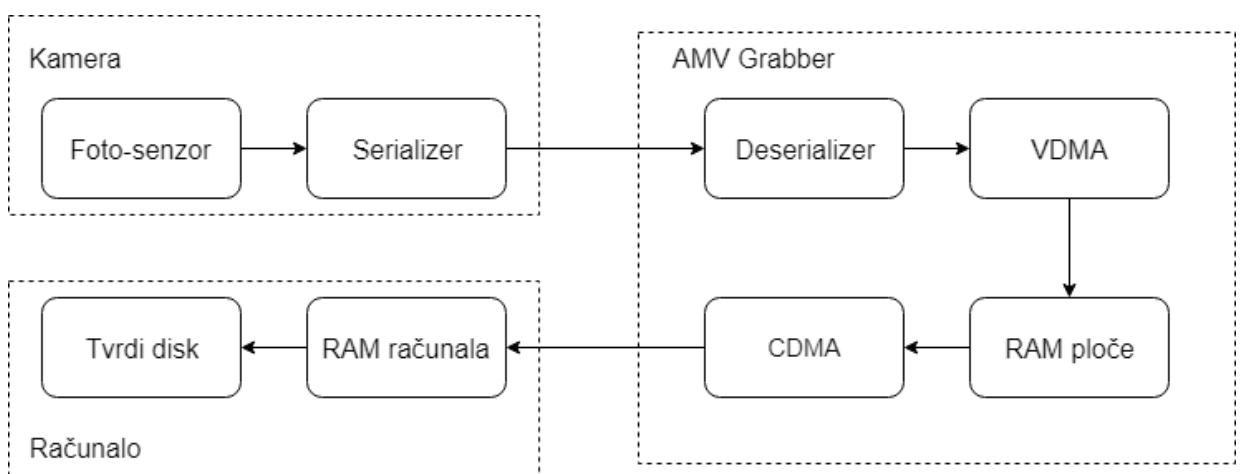 Kamera
Foto-senzor
Serializer
AMV Grabber
Deserializer
VDMA
Tvrdi disk
RAM računala
CDMA
RAM ploče
Računalo